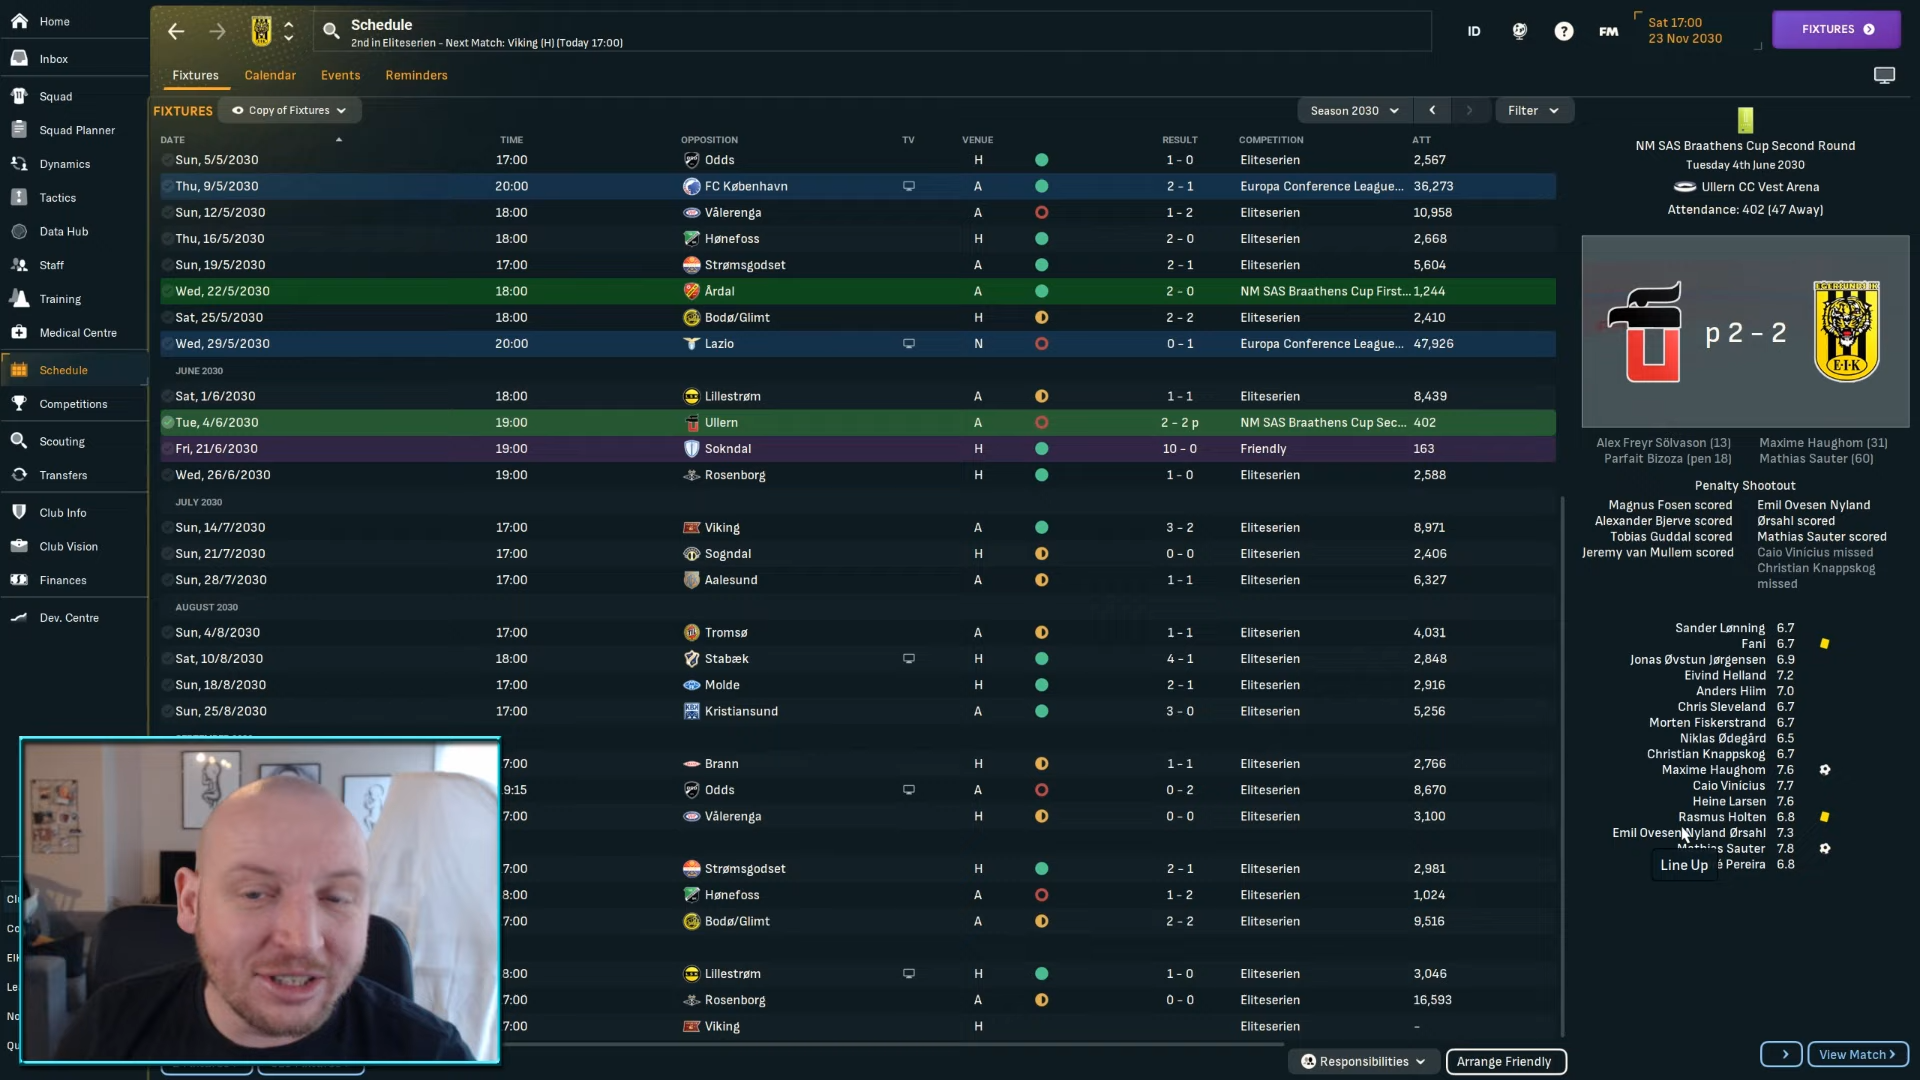 Home
Inbox
Squad
Squad Planner
Dynamics
Tactics
Data Hub
Staff
Training
Medical Centre
Schedule
Competitions
Scouting
Transfers
Club Info
Club Vision
Finances
Dev. Centre
Schedule
2nd in Eliteserien - Next Match: Viking (H) (Today 17:00)
ID
FM
Sat 17:00
23 Nov 2030
FIXTURES
Fixtures Calendar Events Reminders
FIXTURES Copy of Fixtures
Season 2030 Filter
DATE TIME OPPOSITION TV VENUE RESULT COMPETITION ATT
Sun, 5/5/2030 17:00 Odds H 1 - 0 Eliteserien 2,567
Thu, 9/5/2030 20:00 FC København A 2 - 1 Europa Conference League... 36,273
Sun, 12/5/2030 18:00 Vålerenga A 1 - 2 Eliteserien 10,958
Thu, 16/5/2030 18:00 Hønefoss H 2 - 0 Eliteserien 2,668
Sun, 19/5/2030 17:00 Strømsgodset A 2 - 1 Eliteserien 5,604
Wed, 22/5/2030 18:00 Årdal A 2 - 0 NM SAS Braathens Cup First... 1,244
Sat, 25/5/2030 18:00 Bodø/Glimt H 2 - 2 Eliteserien 2,410
Wed, 29/5/2030 20:00 Lazio N 0 - 1 Europa Conference League... 47,926
JUNE 2030
Sat, 1/6/2030 18:00 Lillestrøm A 1 - 1 Eliteserien 8,439
Tue, 4/6/2030 19:00 Ullern A 2 - 2 p NM SAS Braathens Cup Sec... 402
Fri, 21/6/2030 19:00 Sokndal H 10 - 0 Friendly 163
Wed, 26/6/2030 19:00 Rosenborg H 1 - 0 Eliteserien 2,588
JULY 2030
Sun, 14/7/2030 17:00 Viking A 3 - 2 Eliteserien 8,971
Sun, 21/7/2030 17:00 Sogndal H 0 - 0 Eliteserien 2,406
Sun, 28/7/2030 17:00 Aalesund A 1 - 1 Eliteserien 6,327
AUGUST 2030
Sun, 4/8/2030 17:00 Tromsø A 1 - 1 Eliteserien 4,031
Sat, 10/8/2030 18:00 Stabæk H 4 - 1 Eliteserien 2,848
Sun, 18/8/2030 17:00 Molde H 2 - 1 Eliteserien 2,916
Sun, 25/8/2030 17:00 Kristiansund A 3 - 0 Eliteserien 5,256
7:00 Brann H 1 - 1 Eliteserien 2,766
9:15 Odds A 0 - 2 Eliteserien 8,670
7:00 Vålerenga H 0 - 0 Eliteserien 3,100
7:00 Strømsgodset H 2 - 1 Eliteserien 2,981
8:00 Hønefoss A 1 - 2 Eliteserien 1,024
7:00 Bodø/Glimt A 2 - 2 Eliteserien 9,516
8:00 Lillestrøm H 1 - 0 Eliteserien 3,046
7:00 Rosenborg A 0 - 0 Eliteserien 16,593
7:00 Viking H Eliteserien -
Responsibilities Arrange Friendly
NM SAS Braathens Cup Second Round
Tuesday 4th June 2030
Ullern CC Vest Arena
Attendance: 402 (47 Away)
p 2 - 2
EGERSUNDS IK
E·I·K
Alex Freyr Sölvason (13) Maxime Haughom (31)
Parfait Bizoza (pen 18) Mathias Sauter (60)
Penalty Shootout
Magnus Fosen scored
Alexander Bjerve scored
Tobias Guddal scored
Jeremy van Mullem scored
Emil Ovesen Nyland
Ørsahl scored
Mathias Sauter scored
Caio Vinícius missed
Christian Knappskog
missed
Sander Lønning 6.7
Fani 6.7
Jonas Øvstun Jørgensen 6.9
Eivind Helland 7.2
Anders Hiim 7.0
Chris Sleveland 6.7
Morten Fiskerstrand 6.7
Niklas Ødegård 6.5
Christian Knappskog 6.7
Maxime Haughom 7.6
Caio Vinícius 7.7
Heine Larsen 7.6
Rasmus Holten 6.8
Emil Ovesen Nyland Ørsahl 7.3
Mathias Sauter 7.8
é Pereira 6.8
Line Up
View Match